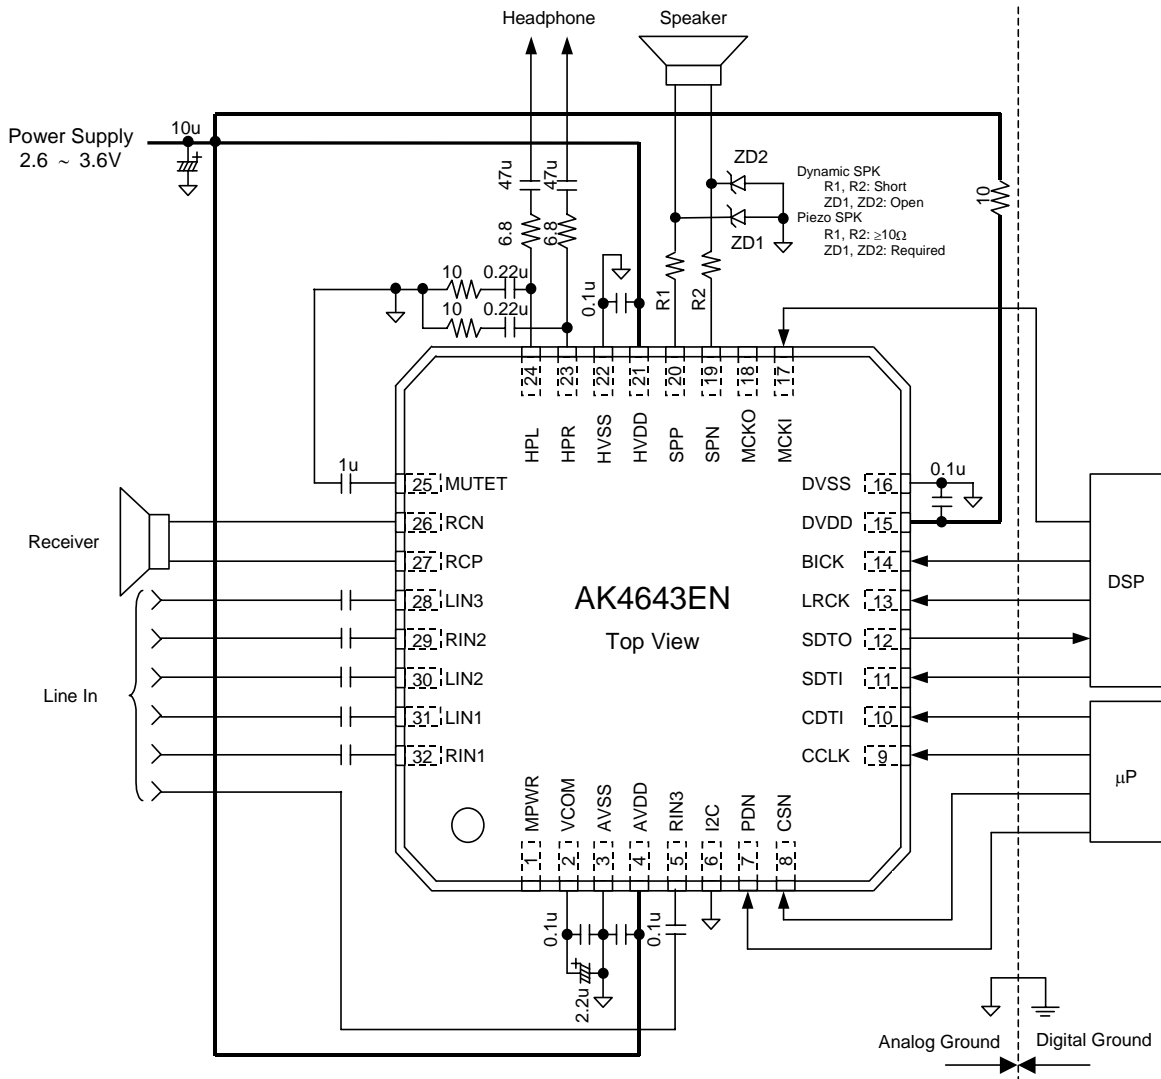 Headphone
Speaker
Power Supply
2.6 ~ 3.6V
10u
47u
47u
6.8
6.8
ZD2
ZD1
Dynamic SPK
R1, R2: Short
ZD1, ZD2: Open
Piezo SPK
R1, R2: ≥10Ω
ZD1, ZD2: Required
10
10
0.22u
10
0.22u
0.1u
R1
R2
24
23
22
21
20
19
18
17
HPL
HPR
HVSS
HVDD
SPP
SPN
MCKO
MCKI
1u
25 MUTET
26 RCN
27 RCP
28 LIN3
29 RIN2
30 LIN2
31 LIN1
32 RIN1
Receiver
Line In
AK4643EN
Top View
DVSS 16
DVDD 15
BICK 14
LRCK 13
SDTO 12
SDTI 11
CDTI 10
CCLK 9
0.1u
DSP
µP
MPWR
VCOM
AVSS
AVDD
RIN3
I2C
PDN
CSN
1
2
3
4
5
6
7
8
0.1u
0.1u
2.2u
Analog Ground
Digital Ground